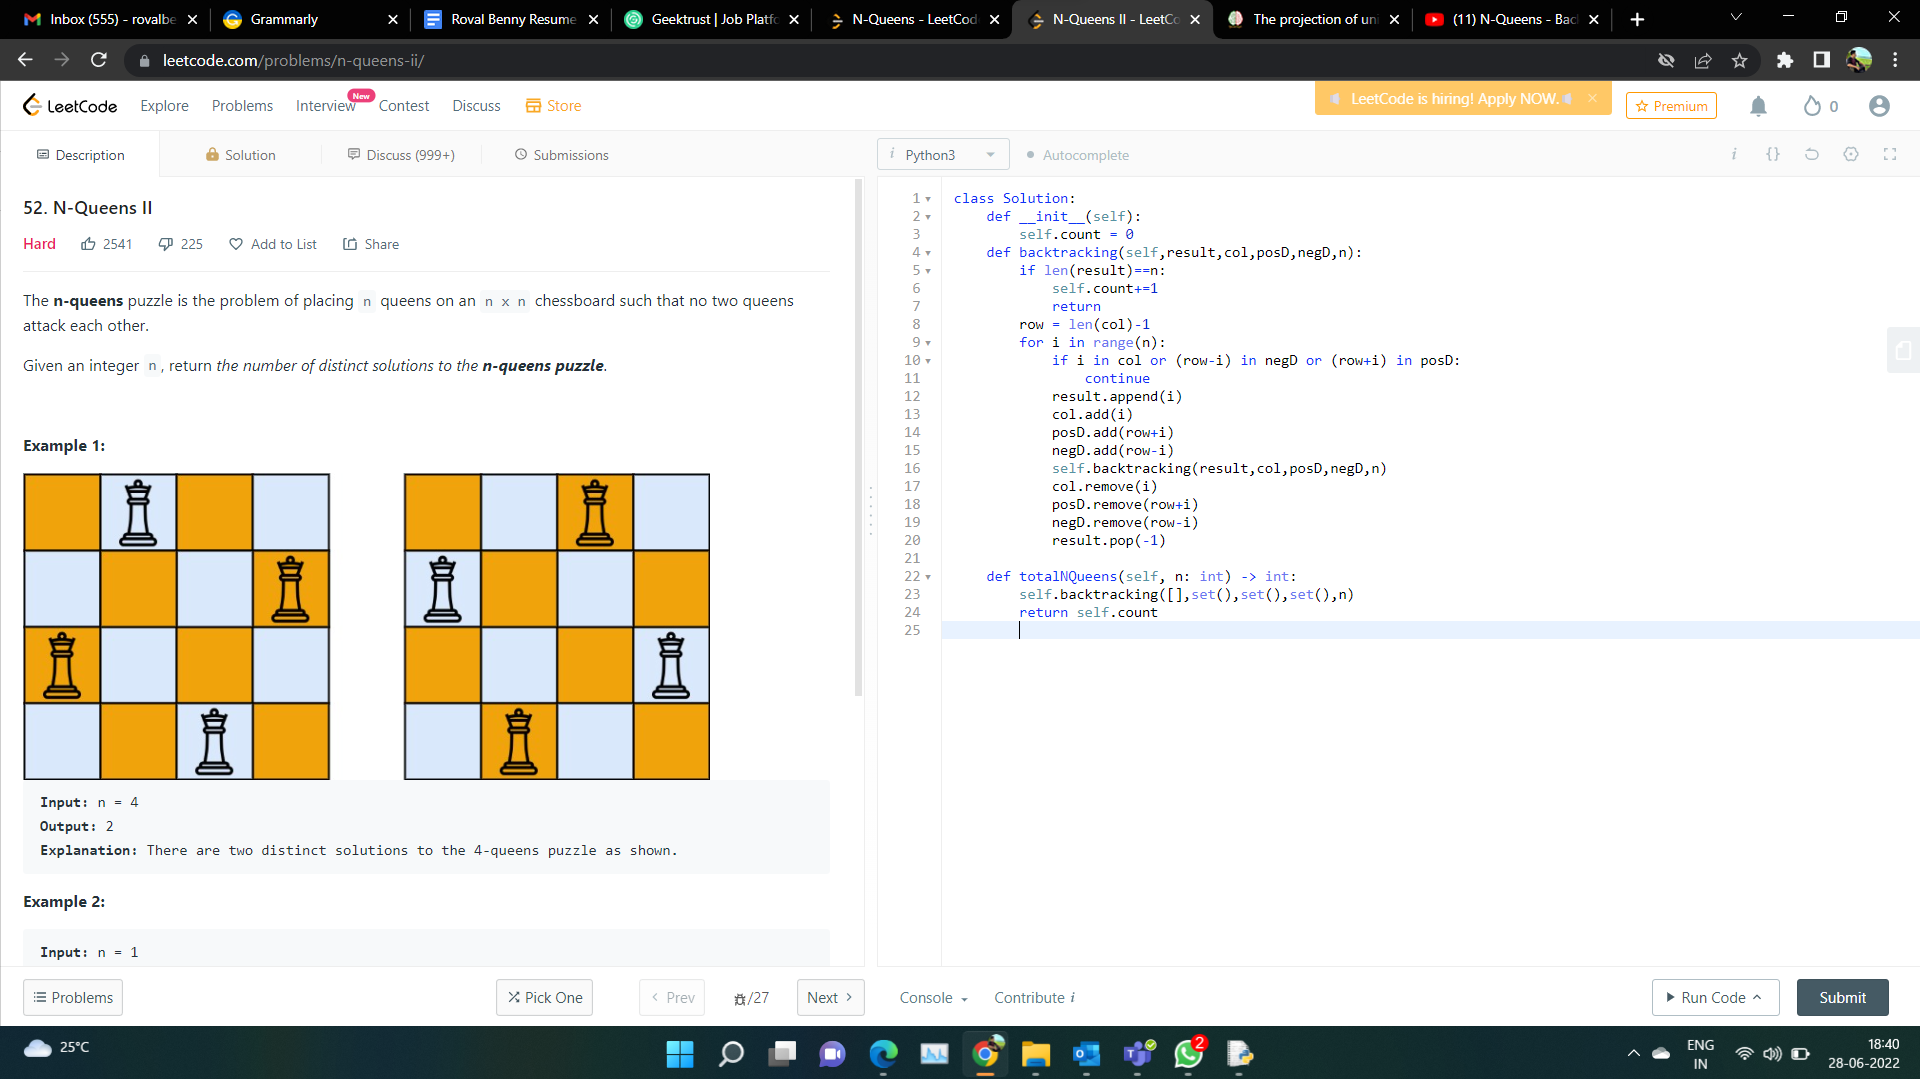 Inbox (555) - rovalbe
Grammarly
Roval Benny Resume
Geektrust | Job Platfo
N-Queens - LeetCod
N-Queens II - LeetCo
The projection of uni
(11) N-Queens - Bac
leetcode.com/problems/n-queens-ii/
LeetCode
Explore
Problems
Interview
New
Contest
Discuss
Store
LeetCode is hiring! Apply NOW.
Premium
0
Description
Solution
Discuss (999+)
Submissions
Python3
Autocomplete
52. N-Queens II
Hard
2541
225
Add to List
Share
The n-queens puzzle is the problem of placing n queens on an n x n chessboard such that no two queens
attack each other.
Given an integer n, return the number of distinct solutions to the n-queens puzzle.
Example 1:
Input: n = 4
Output: 2
Explanation: There are two distinct solutions to the 4-queens puzzle as shown.
Example 2:
Input: n = 1
1 class Solution:
2     def __init__(self):
3         self.count = 0
4     def backtracking(self,result,col,posD,negD,n):
5         if len(result)==n:
6             self.count+=1
7             return
8         row = len(col)-1
9         for i in range(n):
10             if i in col or (row-i) in negD or (row+i) in posD:
11                 continue
12             result.append(i)
13             col.add(i)
14             posD.add(row+i)
15             negD.add(row-i)
16             self.backtracking(result,col,posD,negD,n)
17             col.remove(i)
18             posD.remove(row+i)
19             negD.remove(row-i)
20             result.pop(-1)
21
22     def totalNQueens(self, n: int) -> int:
23         self.backtracking([],set(),set(),set(),n)
24         return self.count
25
Problems
Pick One
Prev
/27
Next
Console
Contribute i
Run Code
Submit
25°C
2
ENG
IN
18:40
28-06-2022